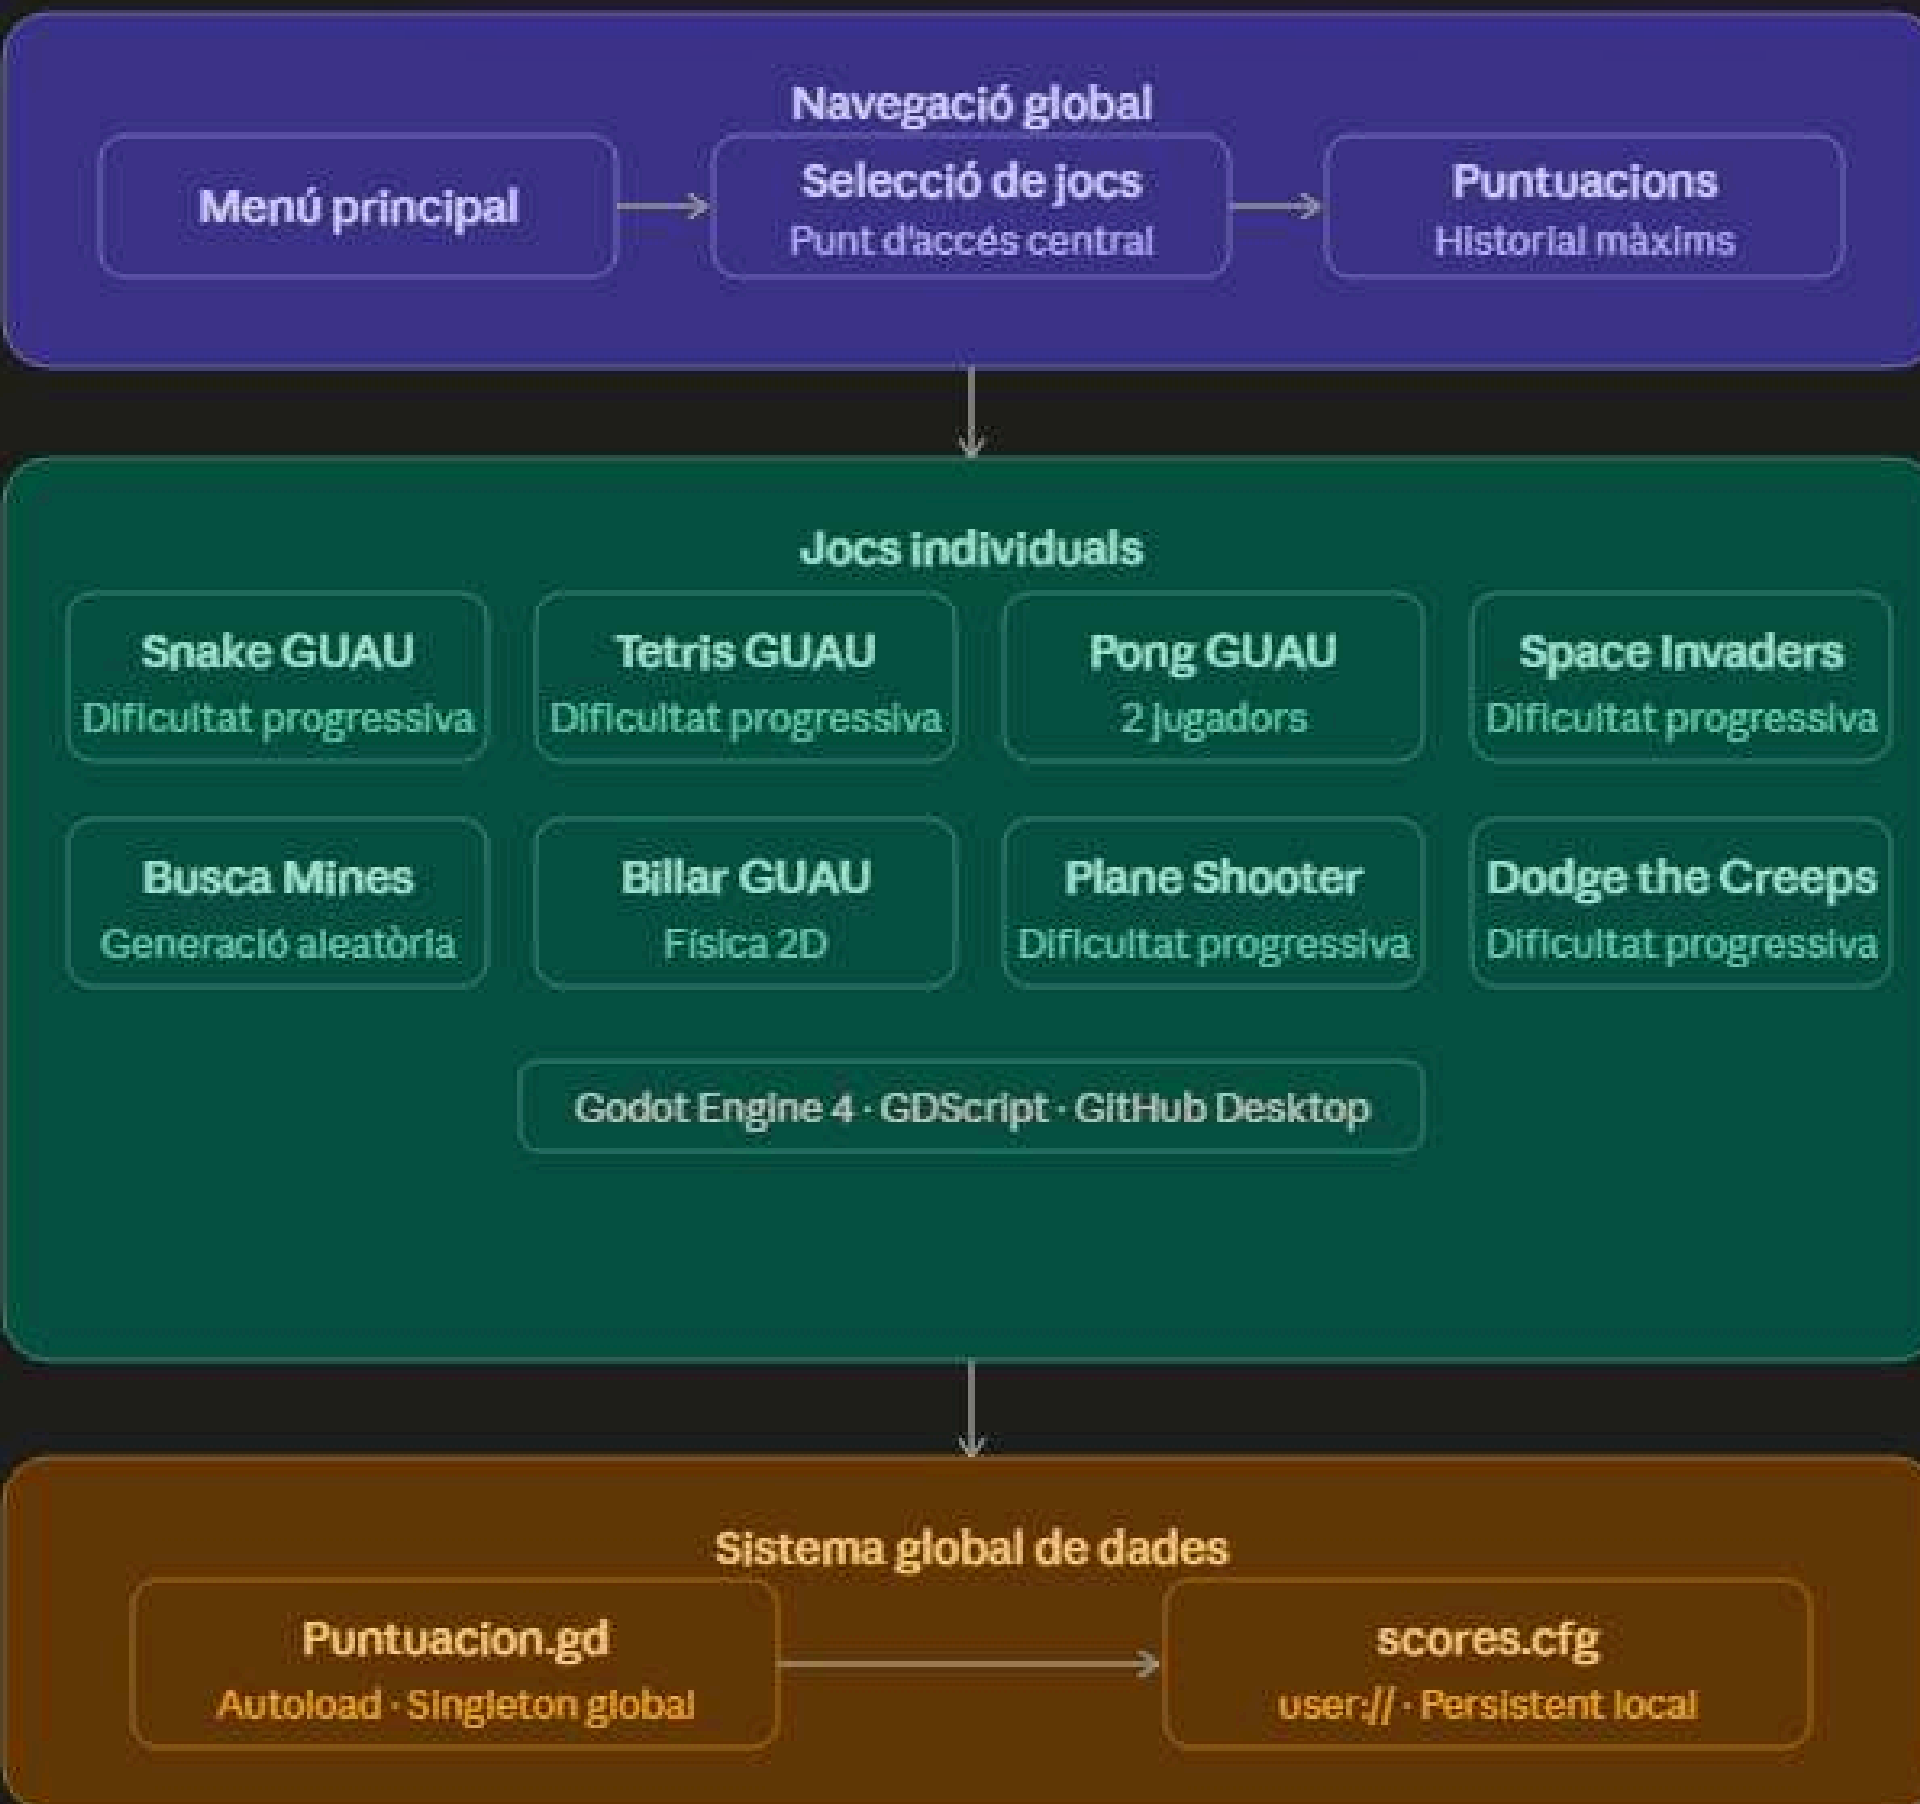 Navegació global
Menú principal
Selecció de jocs
Punt d'accés central
Puntuacions
Historial màxims
Jocs individuals
Snake GUAU
Dificultat progressiva
Tetris GUAU
Dificultat progressiva
Pong GUAU
2 jugadors
Space Invaders
Dificultat progressiva
Busca Mines
Generació aleatòria
Billar GUAU
Física 2D
Plane Shooter
Dificultat progressiva
Dodge the Creeps
Dificultat progressiva
Godot Engine 4 · GDScript · GitHub Desktop
Sistema global de dades
Puntuacion.gd
Autoload · Singleton global
scores.cfg
user:// · Persistent local